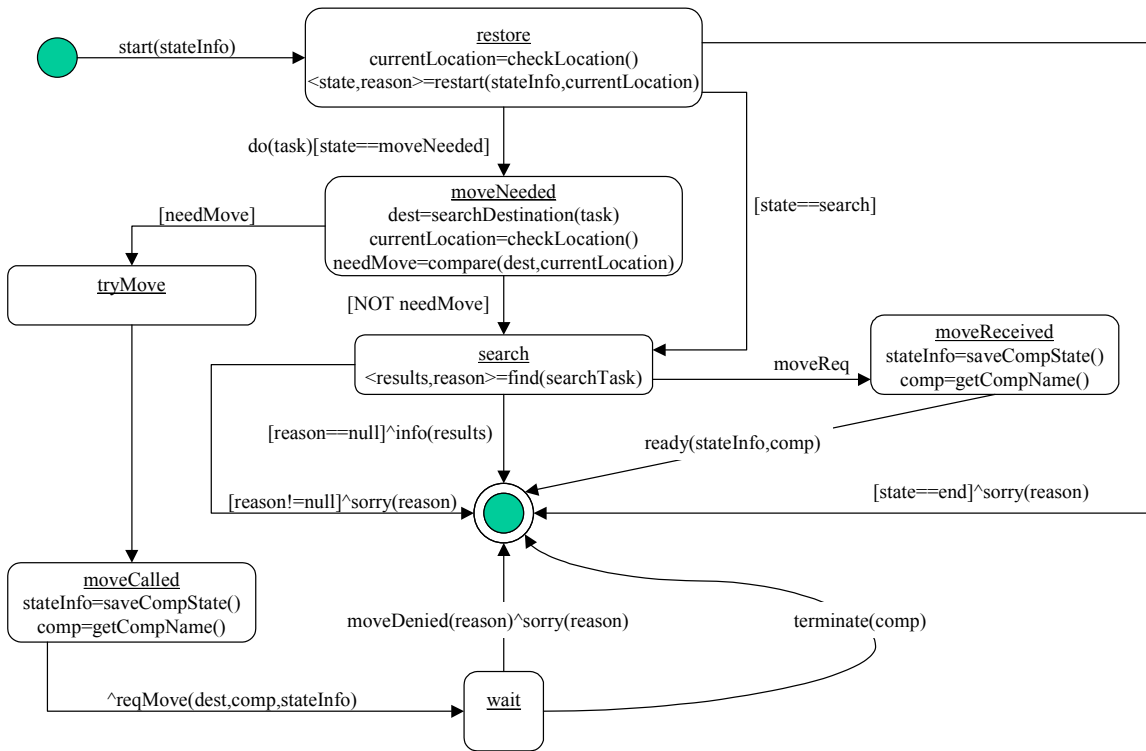 start(stateInfo)
restore
currentLocation=checkLocation()
<state,reason>=restart(stateInfo,currentLocation)
do(task)[state==moveNeeded]
[state==search]
moveNeeded
dest=searchDestination(task)
currentLocation=checkLocation()
needMove=compare(dest,currentLocation)
[needMove]
tryMove
[NOT needMove]
search
<results,reason>=find(searchTask)
moveReq
moveReceived
stateInfo=saveCompState()
comp=getCompName()
[reason==null]^info(results)
ready(stateInfo,comp)
[reason!=null]^sorry(reason)
[state==end]^sorry(reason)
moveCalled
stateInfo=saveCompState()
comp=getCompName()
moveDenied(reason)^sorry(reason)
terminate(comp)
^reqMove(dest,comp,stateInfo)
wait